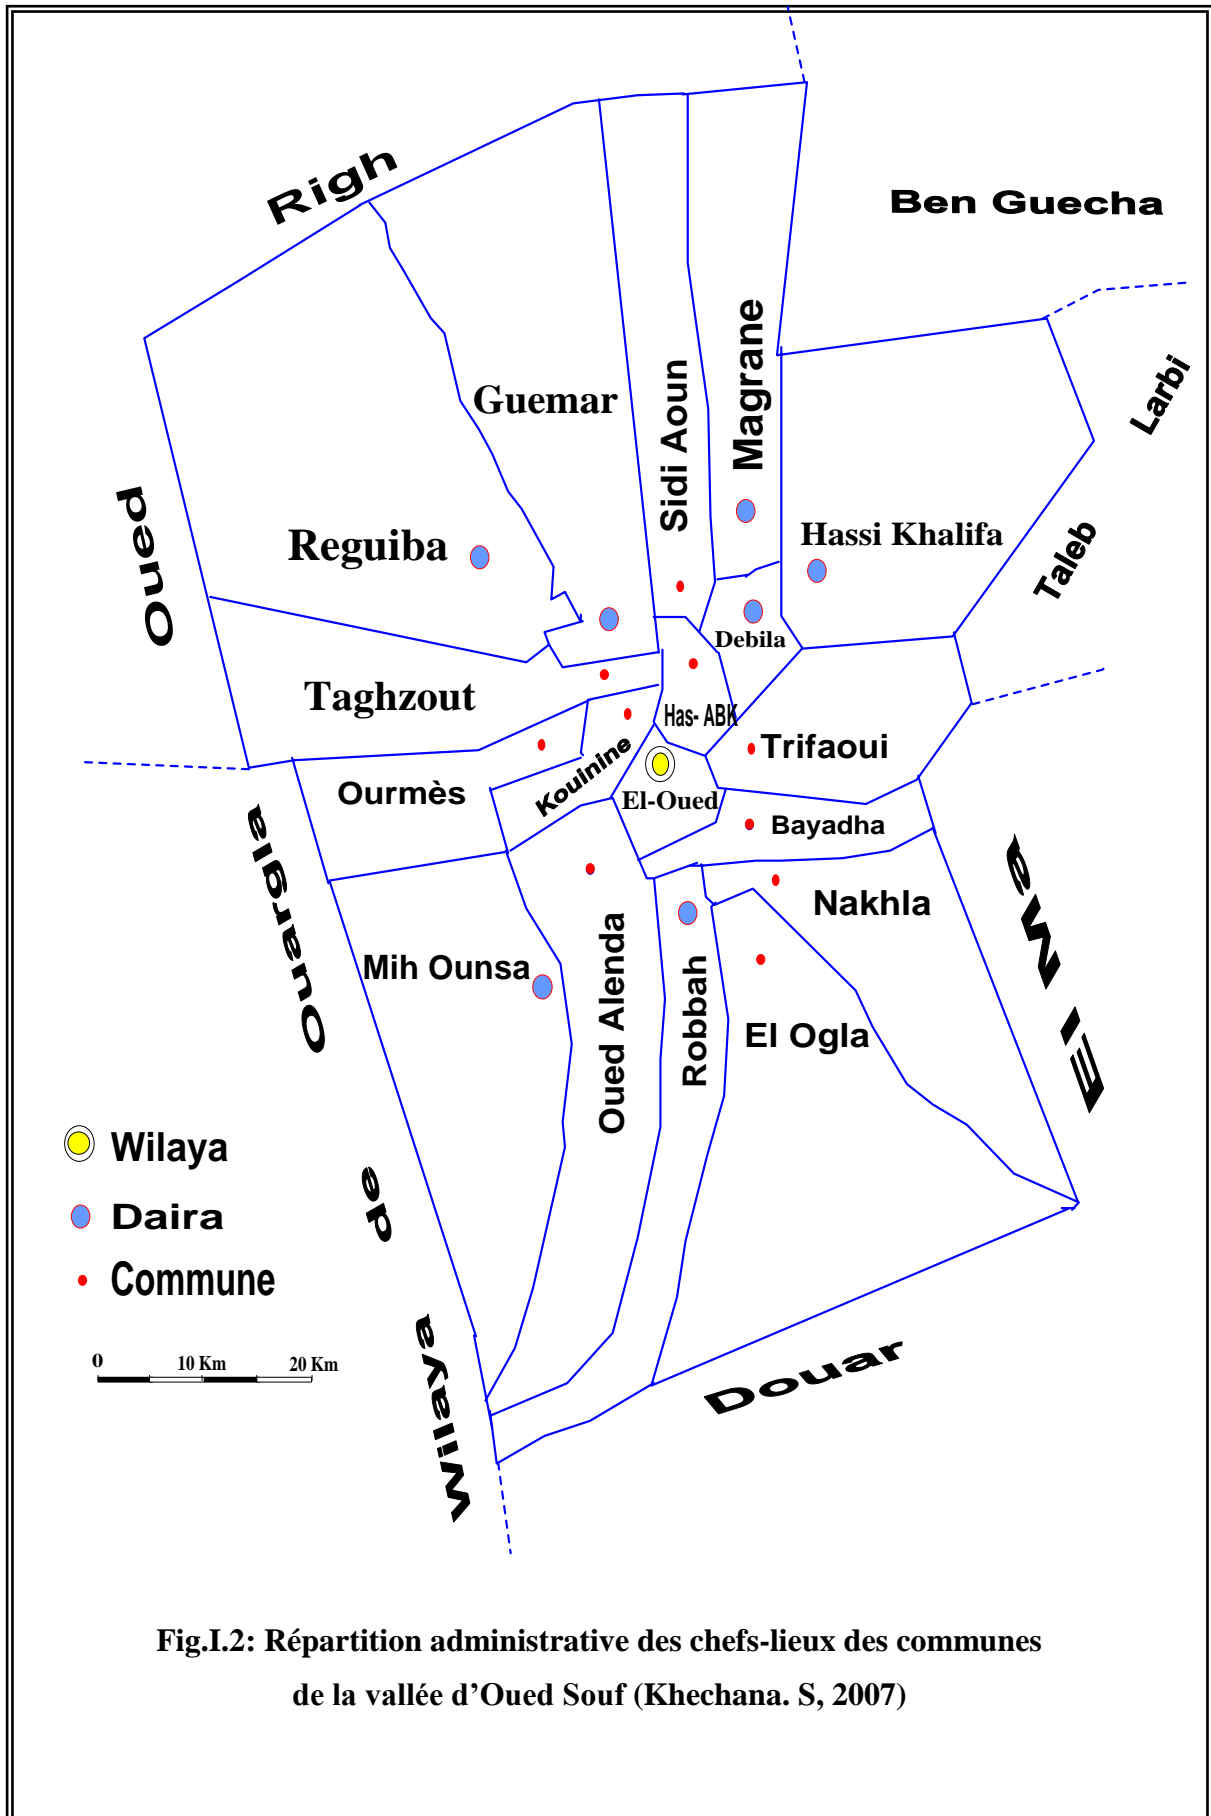 Righ
Ben Guecha
Larbi
Taleb
Oued
Guemar
Sidi Aoun
Magrane
Reguiba
Hassi Khalifa
Debila
Taghzout
Has- ABK
Trifaoui
Kouinine
Ourmès
El-Oued
Bayadha
Nakhla
Mih Ounsa
Oued Alenda
Robbah
El Ogla
El Ma
Ouargla
de
Wilaya
Douar
Wilaya
Daira
Commune
0 10 Km 20 Km
Fig.I.2: Répartition administrative des chefs-lieux des communes
de la vallée d’Oued Souf (Khechana. S, 2007)